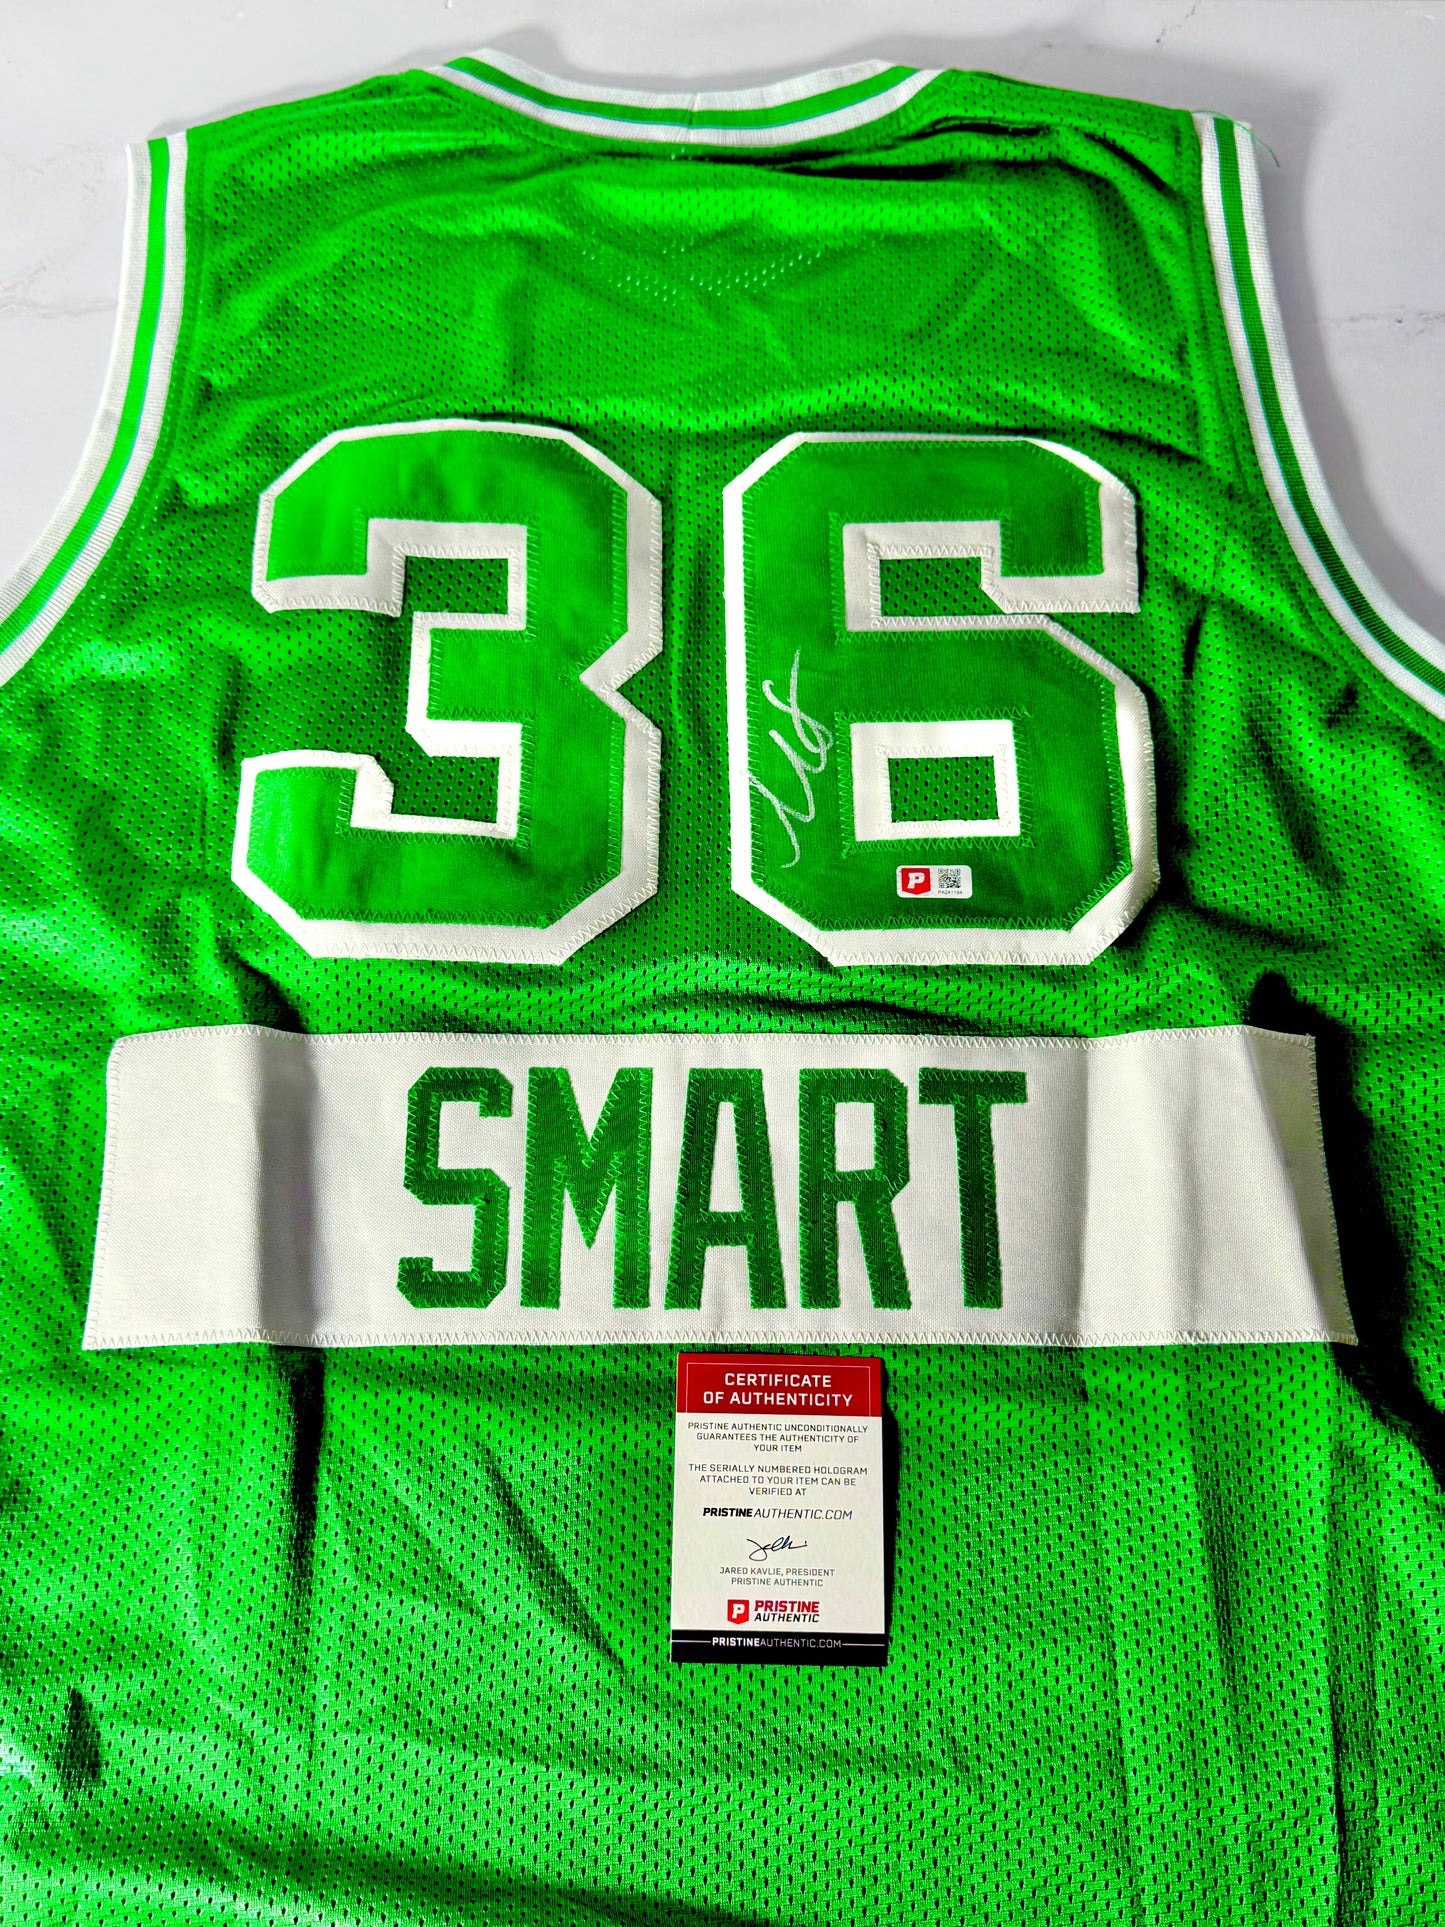 36
P
PA241194
SMART
CERTIFICATE
OF AUTHENTICITY
PRISTINE AUTHENTIC UNCONDITIONALLY
GUARANTEES THE AUTHENTICITY OF
YOUR ITEM
THE SERIALLY NUMBERED HOLOGRAM
ATTACHED TO YOUR ITEM CAN BE
VERIFIED AT
PRISTINEAUTHENTIC.COM
JARED KAVLIE, PRESIDENT
PRISTINE AUTHENTIC
P PRISTINE
AUTHENTIC
PRISTINEAUTHENTIC.COM